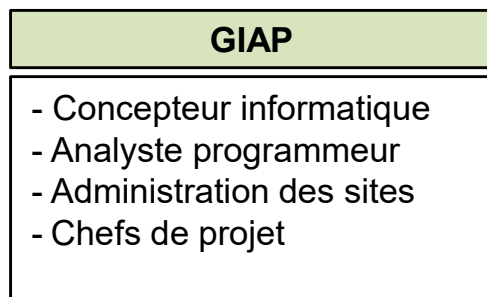 GIAP
- Concepteur informatique
- Analyste programmeur
- Administration des sites
- Chefs de projet